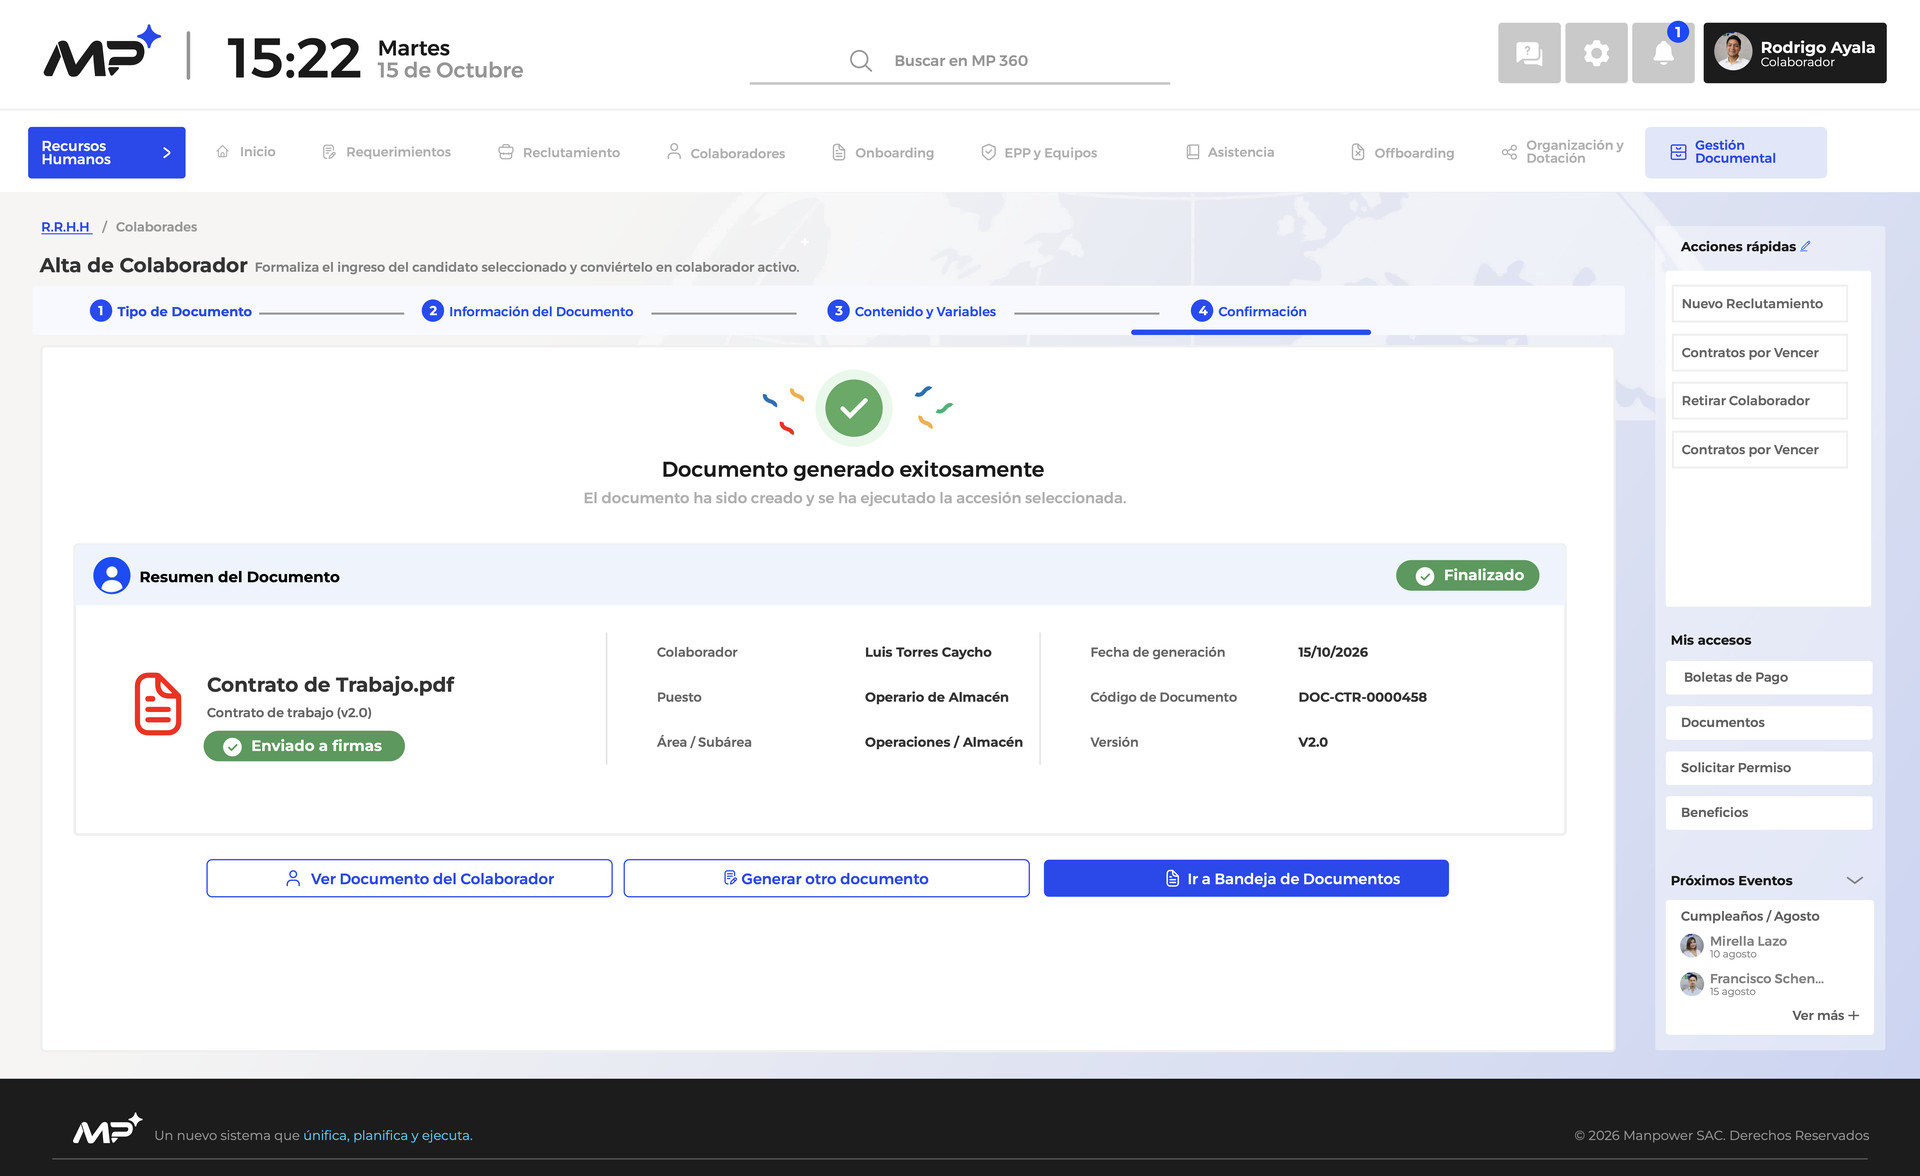 MP
15:22
Martes
15 de Octubre
Buscar en MP 360
?
1
Rodrigo Ayala
Colaborador
Recursos
Humanos
Inicio
Requerimientos
Reclutamiento
Colaboradores
Onboarding
EPP y Equipos
Asistencia
Offboarding
Organización y
Dotación
Gestión
Documental
R.R.H.H / Colaborades
Alta de Colaborador Formaliza el ingreso del candidato seleccionado y conviértelo en colaborador activo.
1 Tipo de Documento
2 Información del Documento
3 Contenido y Variables
4 Confirmación
Documento generado exitosamente
El documento ha sido creado y se ha ejecutado la accesión seleccionada.
Resumen del Documento
Finalizado
Contrato de Trabajo.pdf
Contrato de trabajo (v2.0)
Enviado a firmas
Colaborador Luis Torres Caycho
Puesto Operario de Almacén
Área / Subárea Operaciones / Almacén
Fecha de generación 15/10/2026
Código de Documento DOC-CTR-0000458
Versión V2.0
Ver Documento del Colaborador
Generar otro documento
Ir a Bandeja de Documentos
Acciones rápidas
Nuevo Reclutamiento
Contratos por Vencer
Retirar Colaborador
Contratos por Vencer
Mis accesos
Boletas de Pago
Documentos
Solicitar Permiso
Beneficios
Próximos Eventos
Cumpleaños / Agosto
Mirella Lazo
10 agosto
Francisco Schen...
15 agosto
Ver más +
MP
Un nuevo sistema que únifica, planifica y ejecuta.
© 2026 Manpower SAC. Derechos Reservados